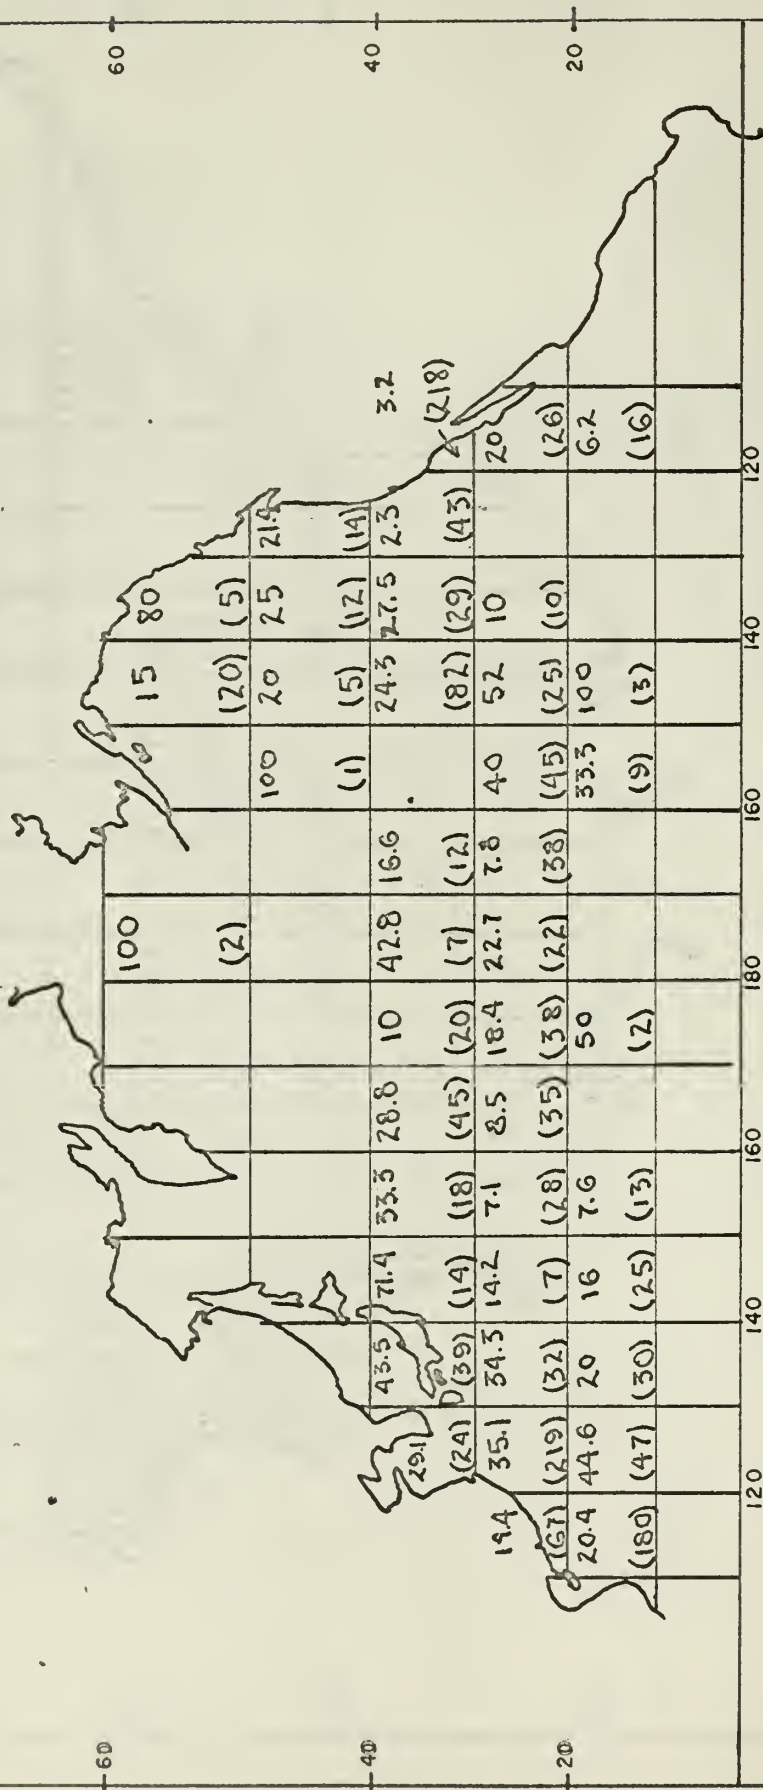 60 60
100 15 80
(2) (20) (5)
100 20 25 21.4
(1) (5) (12) (14)
40 29.1 43.5 71.4 33.3 28.8 10 42.8 16.6 24.3 27.5 2.3 3.2 40
(24) (39) (14) (18) (45) (20) (7) (12) (82) (29) (43) (218)
19.4 35.1 34.3 14.2 7.1 8.5 18.4 22.7 7.8 40 52 10 20
(67) (219) (32) (7) (28) (35) (38) (22) (38) (45) (25) (10) (26)
20 20.4 44.6 20 16 7.6 50 33.3 100 6.2 20
(180) (47) (30) (25) (13) (2) (9) (3) (16)
120 140 160 180 160 140 120